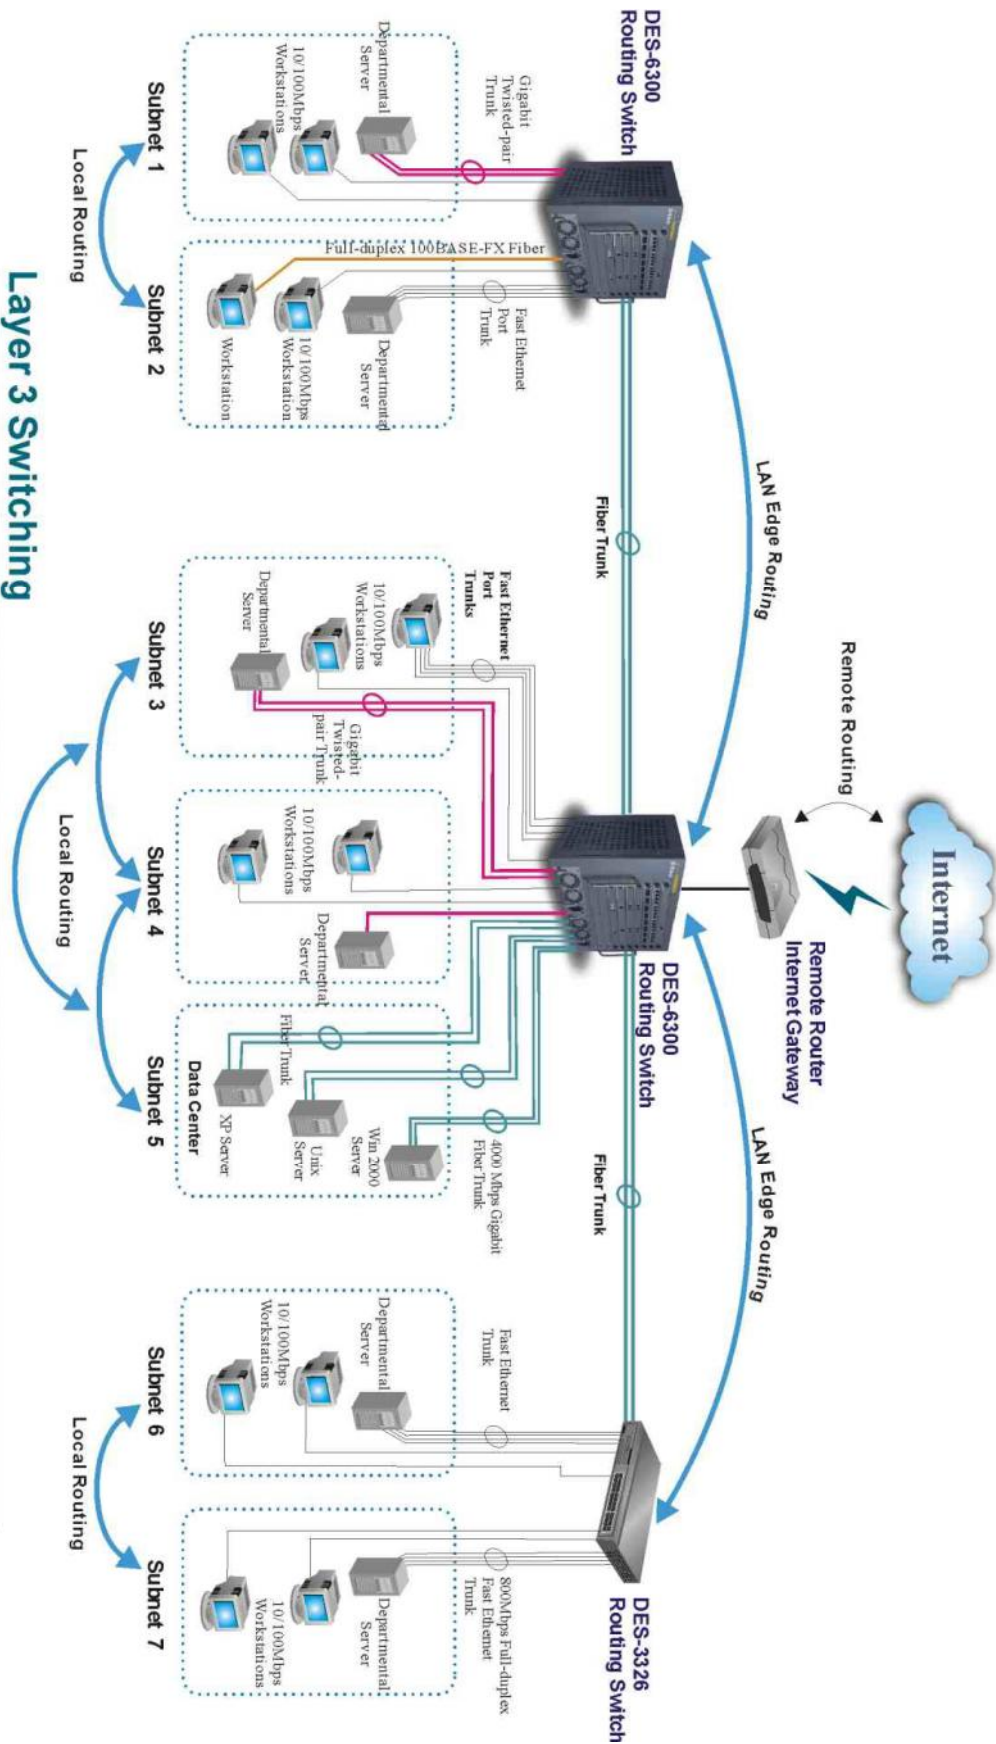 Internet
Remote Routing
Remote Router
Internet Gateway
LAN Edge Routing
LAN Edge Routing
DES-6300
Routing Switch
Fiber Trunk
DES-6300
Routing Switch
Fiber Trunk
DES-3326
Routing Switch
Gigabit
Twisted-pair
Trunk
Departmental
Server
10/100Mbps
Workstations
Subnet 1
Fast Ethernet
Port
Trunk
Full-duplex 100BASE-FX Fiber
Departmental
Server
10/100Mbps
Workstation
Workstation
Subnet 2
Local Routing
Fast Ethernet
Port
Trunks
10/100Mbps
Workstations
Departmental
Server
Gigabit
Twisted-
pair Trunk
Subnet 3
10/100Mbps
Workstations
Departmental
Server
Subnet 4
4000 Mbps Gigabit
Fiber Trunk
Win 2000
Server
Unix
Server
Fiber Trunk
XP Server
Data Center
Subnet 5
Local Routing
Fast Ethernet
Trunk
Departmental
Server
10/100Mbps
Workstations
Subnet 6
800Mbps Full-duplex
Fast Ethernet
Trunk
Departmental
Server
10/100Mbps
Workstations
Subnet 7
Local Routing
Layer 3 Switching